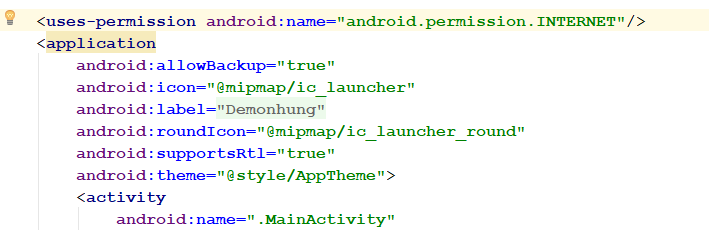 <uses-permission android:name="android.permission.INTERNET"/>
<application
android:allowBackup="true"
android:icon="@mipmap/ic_launcher"
android:label="Demonhung"
android:roundIcon="@mipmap/ic_launcher_round"
android:supportsRtl="true"
android:theme="@style/AppTheme">
<activity
android:name=".MainActivity"